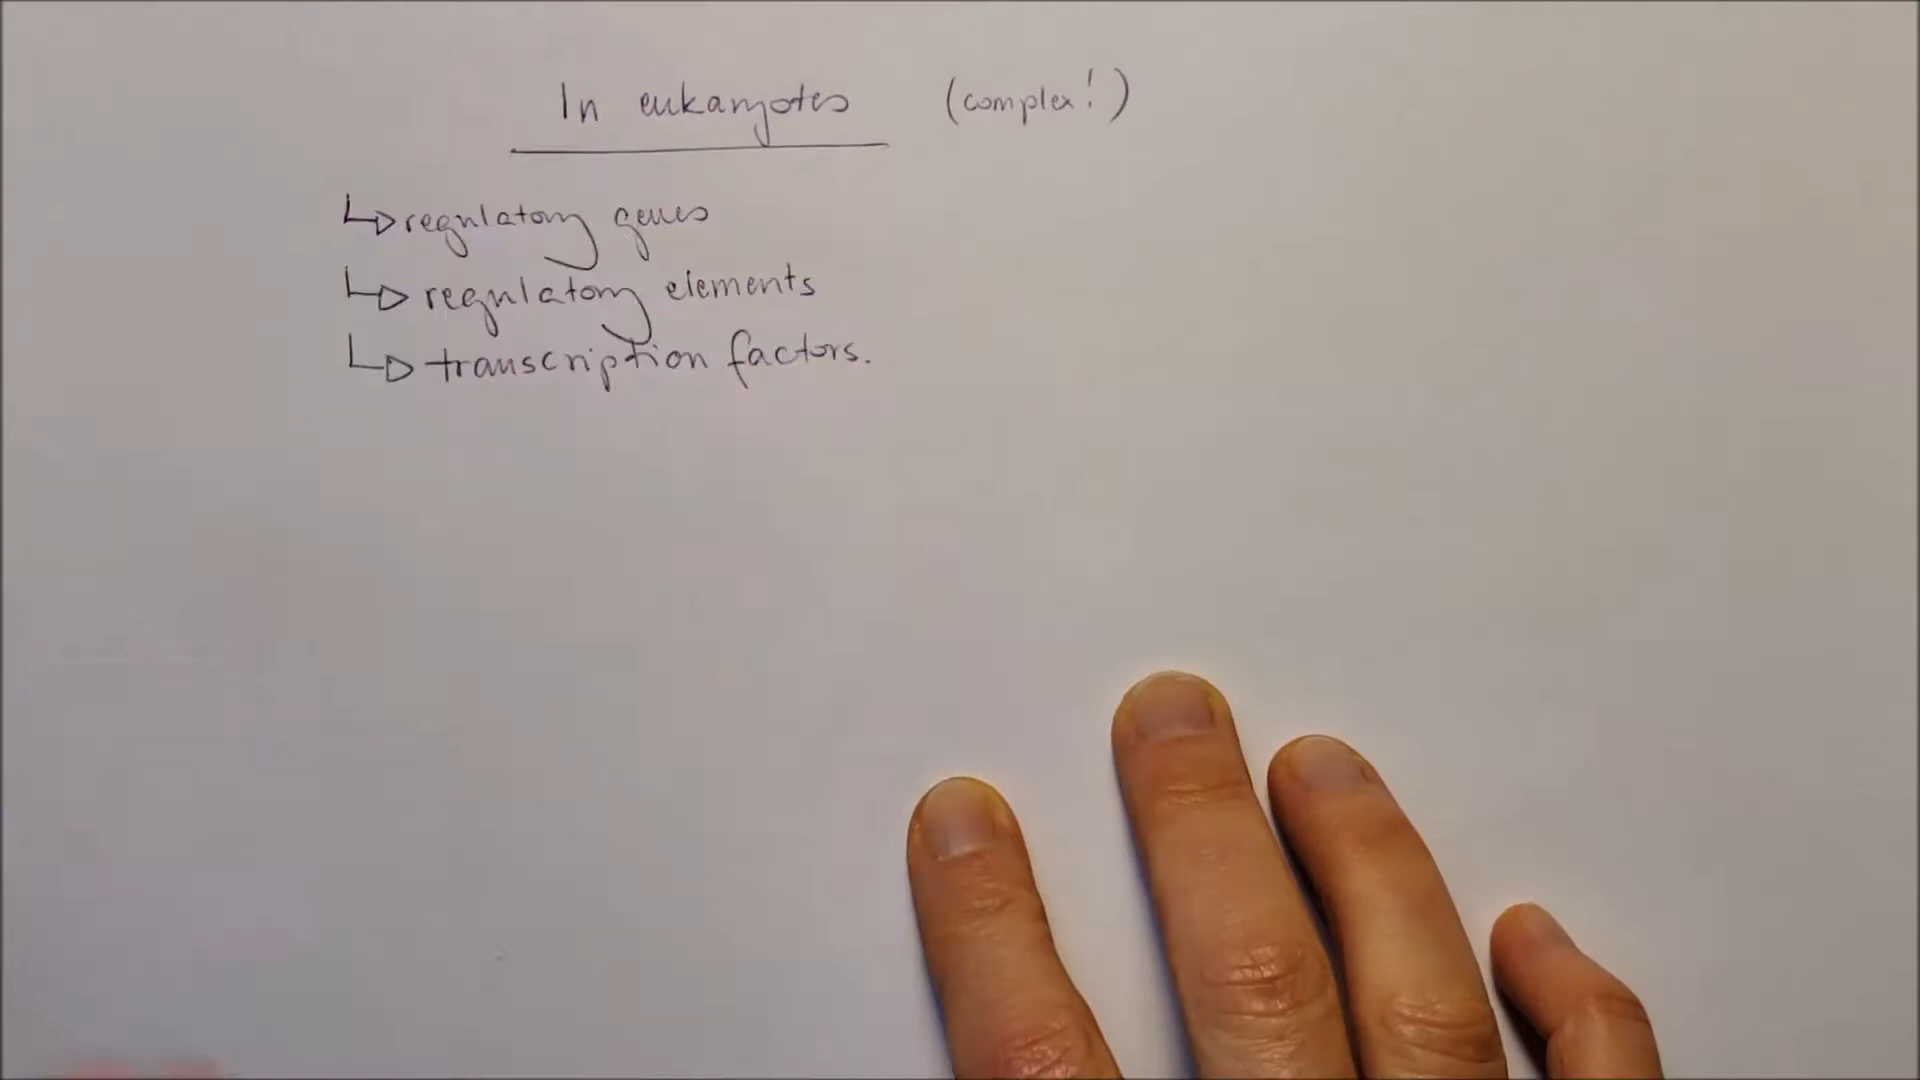 In eukaryotes (complex!)
regulatory genes
regulatory elements
transcription factors.